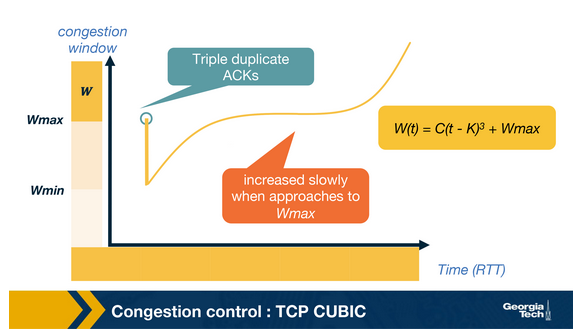 congestion
window
Triple duplicate
ACKs
W
Wmax
W(t) = C(t - K)³ + Wmax
increased slowly
when approaches to
Wmax
Wmin
Time (RTT)
Congestion control : TCP CUBIC
Georgia
Tech